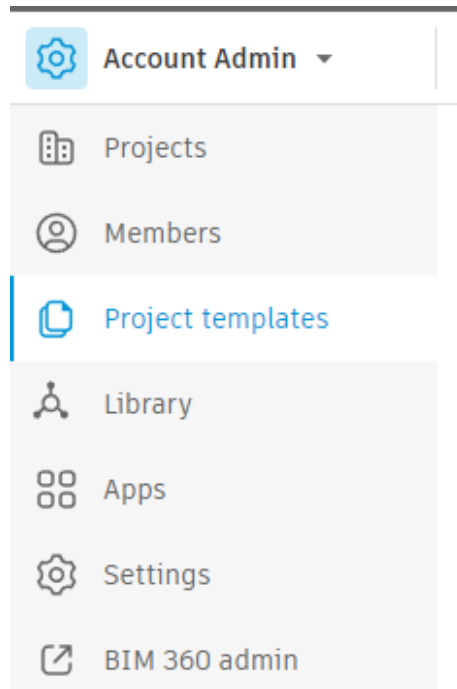 Account Admin
Projects
Members
Project templates
Library
Apps
Settings
BIM 360 admin